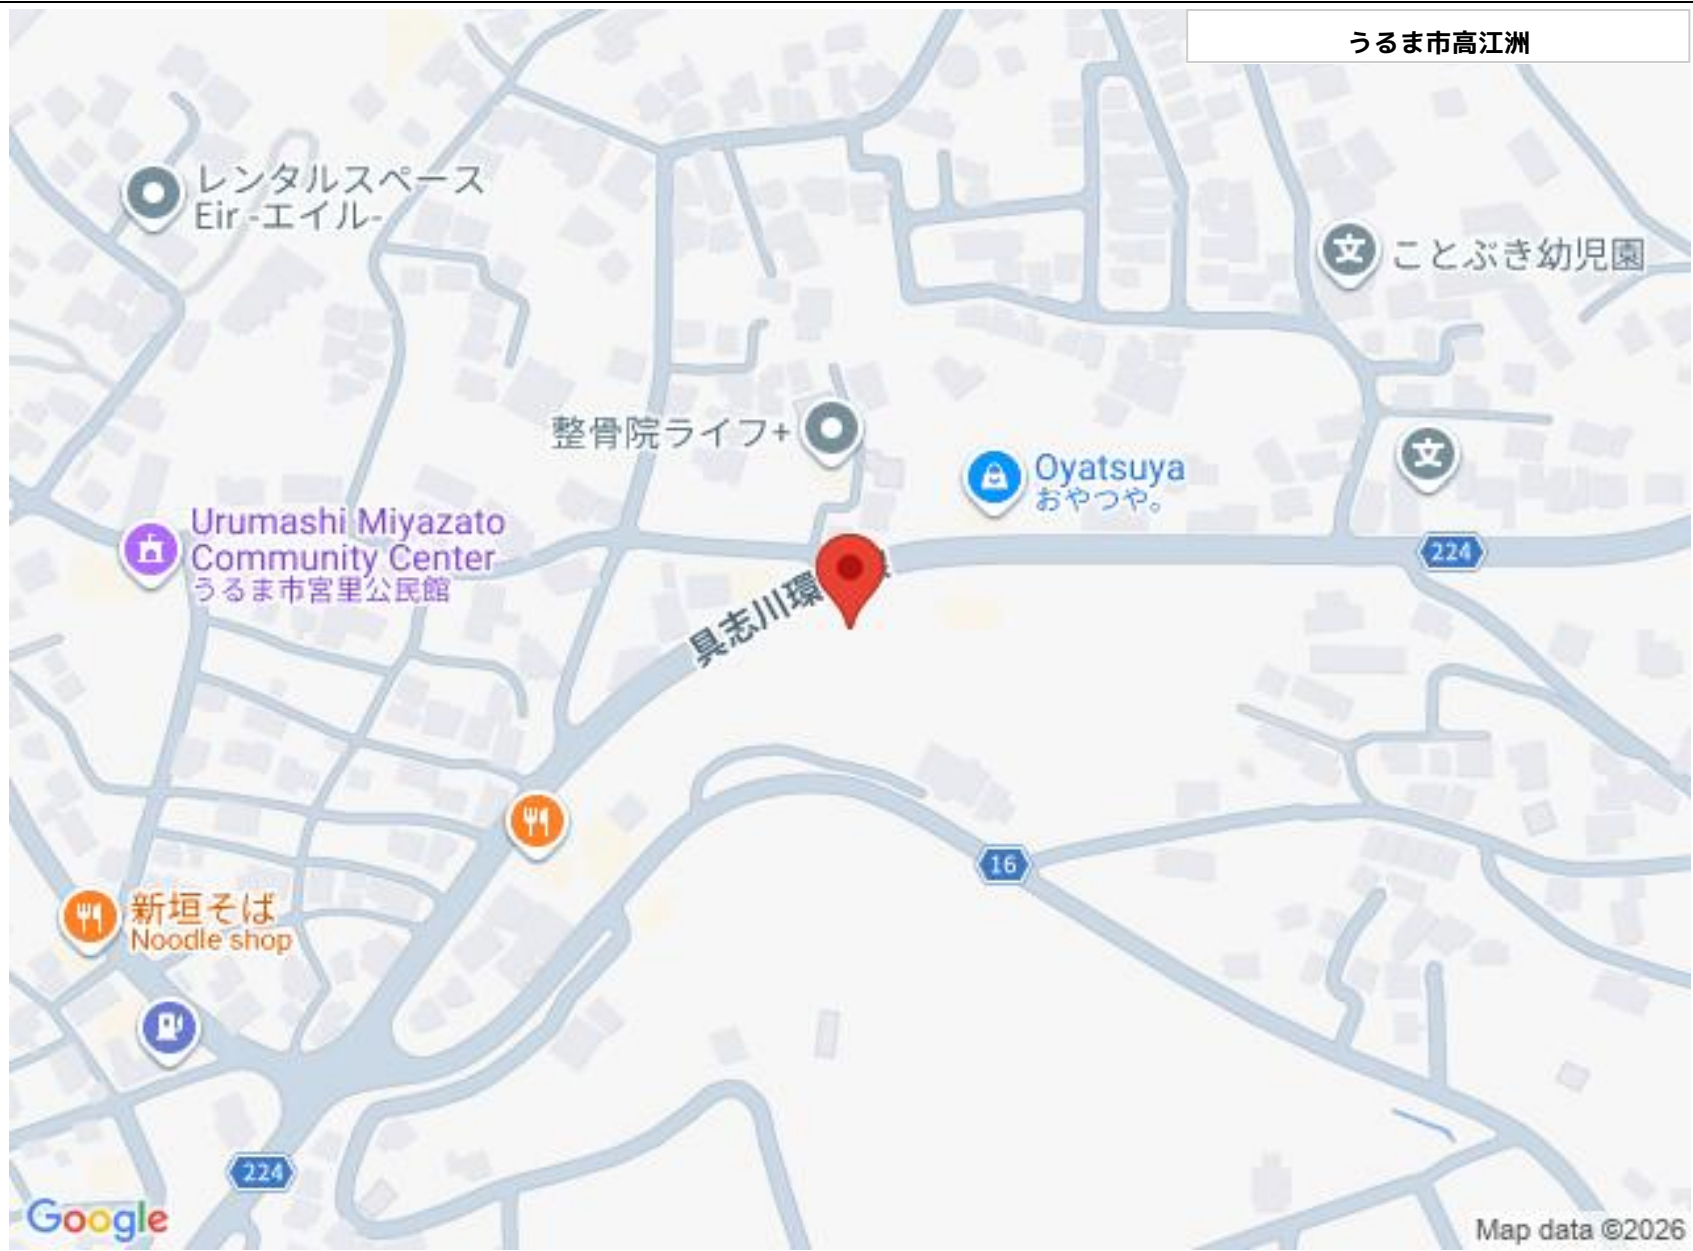 うるま市高江洲
レンタルスペース
Eir -エイル-
ことぶき幼児園
整骨院ライフ+
Oyatsuya
おやつや。
Urumashi Miyazato
Community Center
うるま市宮里公民館
224
具志川環
16
新垣そば
Noodle shop
224
Google
Map data ©2026